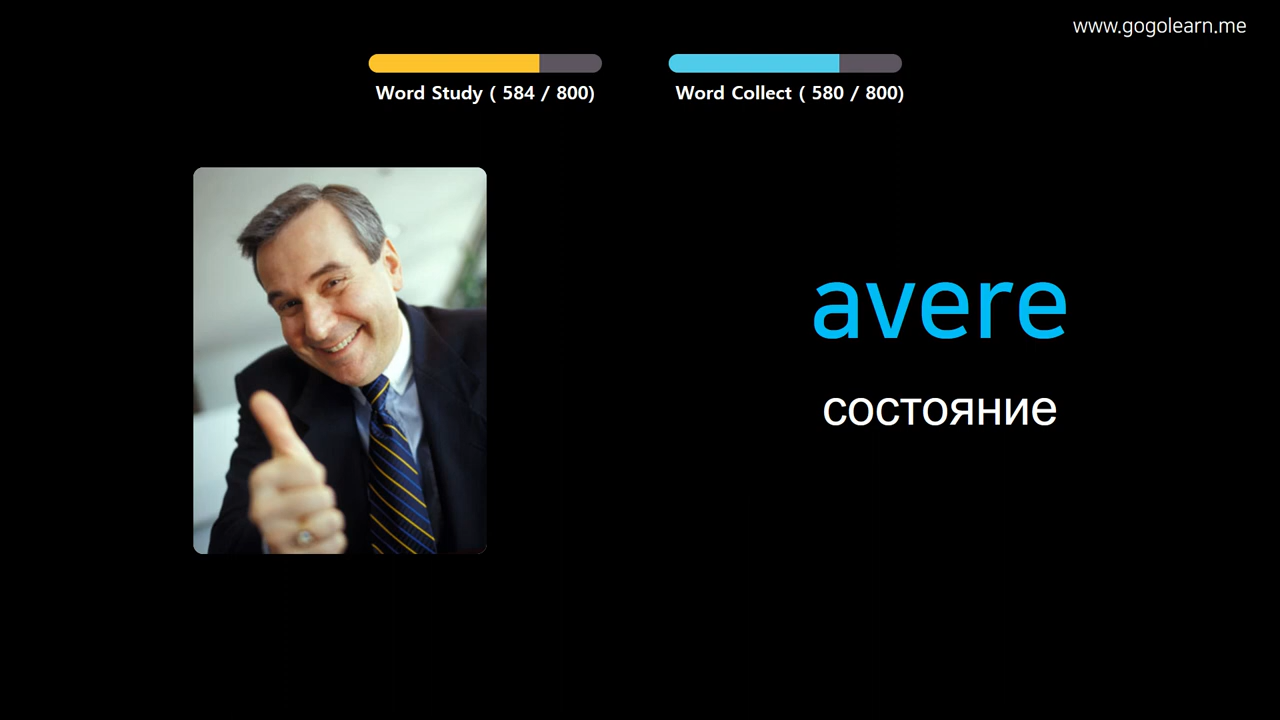 www.gogolearn.me
Word Study ( 584 / 800)
Word Collect ( 580 / 800)
avere
состояние